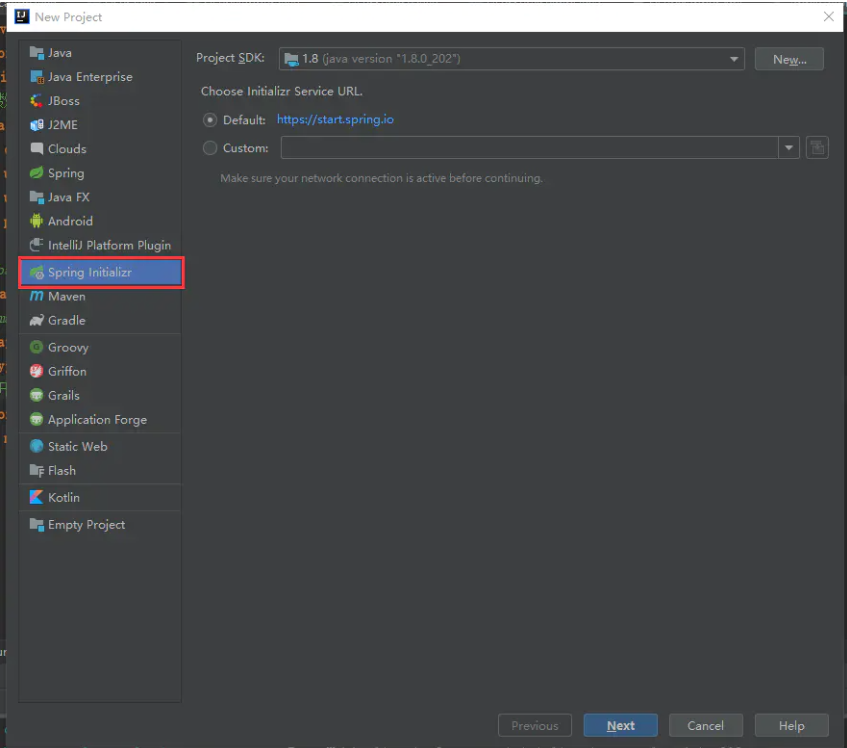 New Project
Java
Java Enterprise
JBoss
J2ME
Clouds
Spring
Java FX
Android
IntelliJ Platform Plugin
Spring Initializr
Maven
Gradle
Groovy
Griffon
Grails
Application Forge
Static Web
Flash
Kotlin
Empty Project
Project SDK: 1.8 (java version "1.8.0_202") New...
Choose Initializr Service URL.
Default: https://start.spring.io
Custom:
Make sure your network connection is active before continuing.
Previous Next Cancel Help